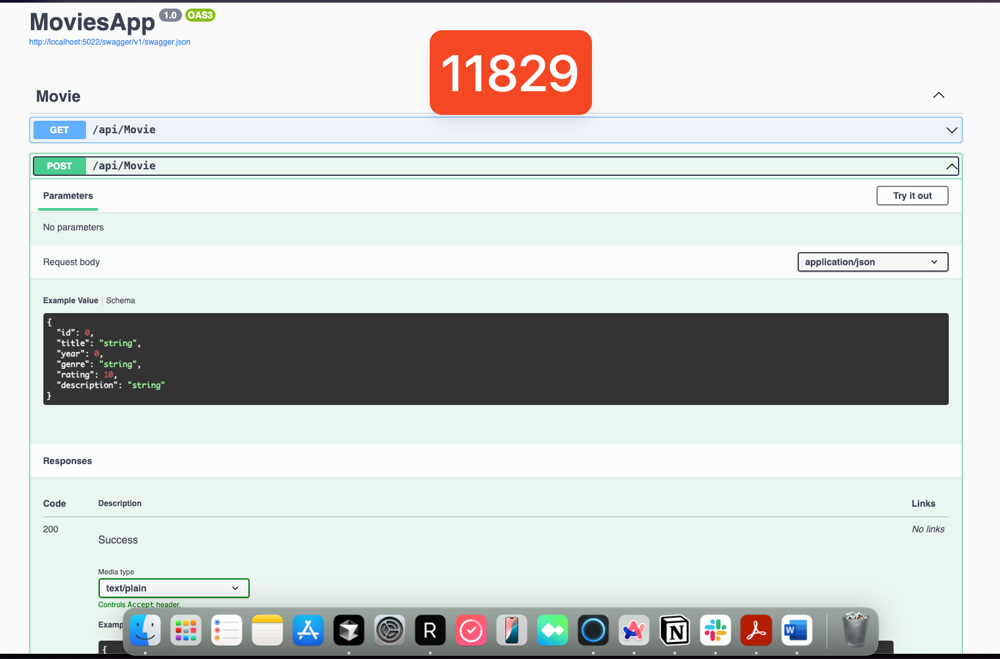 MoviesApp 1.0 OAS3
http://localhost:5022/swagger/v1/swagger.json
11829
Movie
GET /api/Movie
POST /api/Movie
Parameters
Try it out
No parameters
Request body
application/json
Example Value Schema
{
"id": 0,
"title": "string",
"year": 0,
"genre": "string",
"rating": 10,
"description": "string"
}
Responses
Code Description Links
200 No links
Success
Media type
text/plain
Controls Accept header.
Examp
{
R
N
W